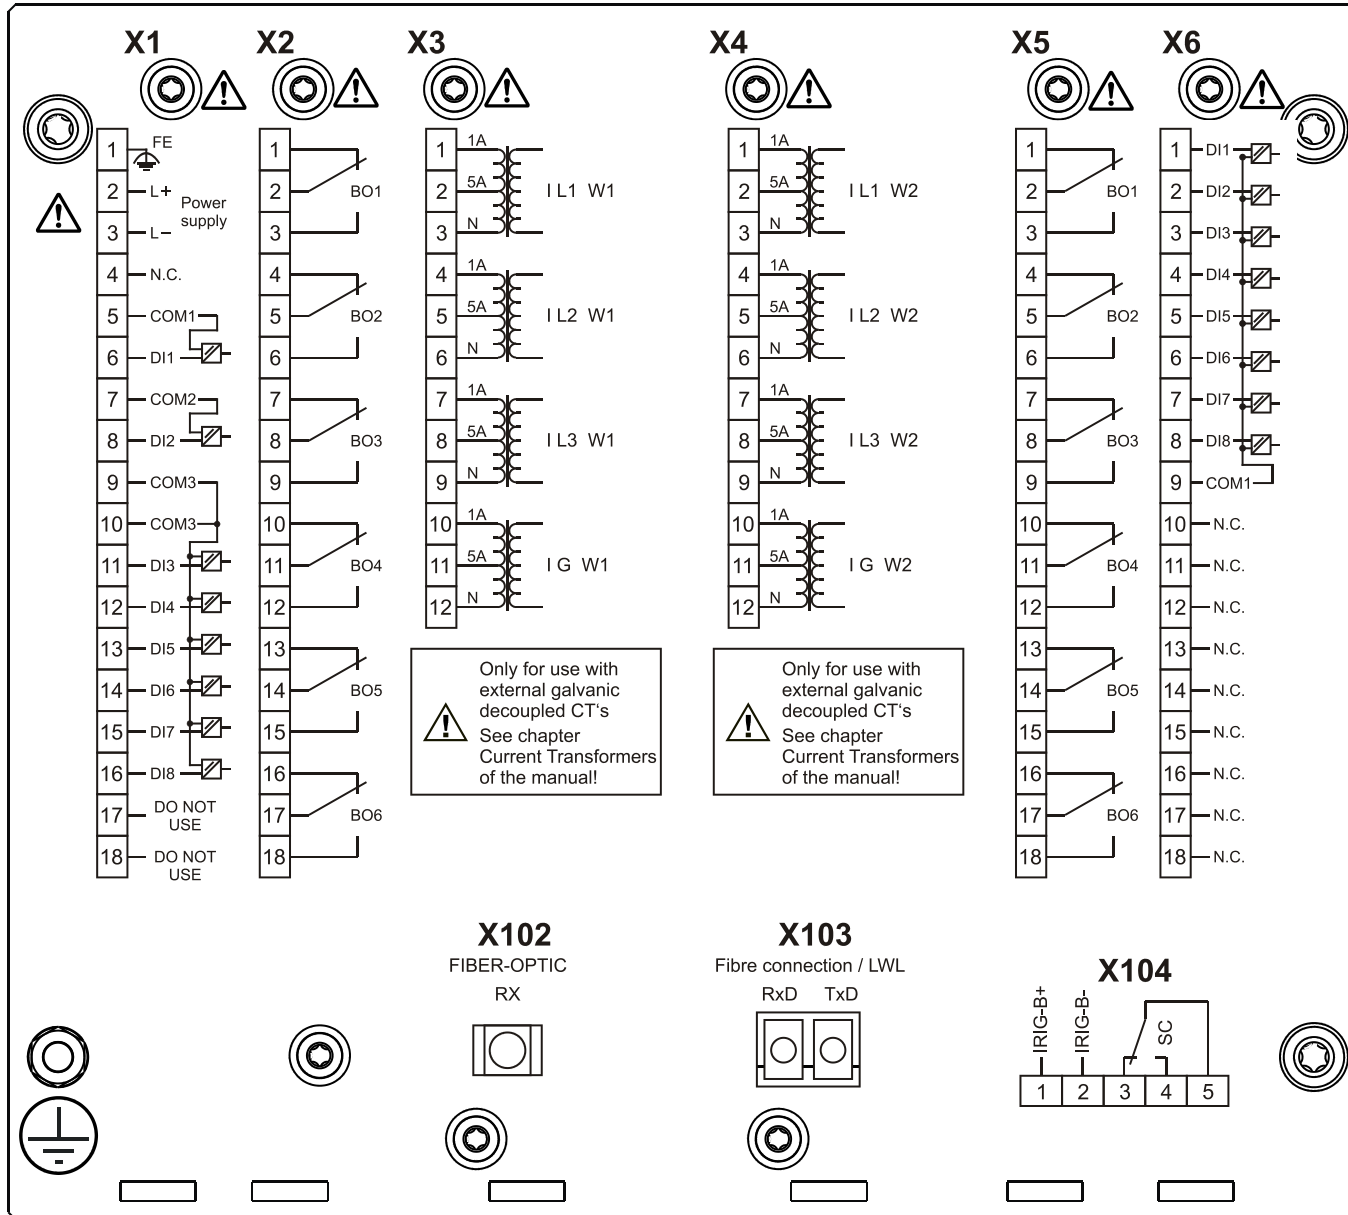 X1
1 FE
2 L+
Power
supply
3 L–
4 N.C.
5 COM1
6 DI1
7 COM2
8 DI2
9 COM3
10 COM3
11 DI3
12 DI4
13 DI5
14 DI6
15 DI7
16 DI8
17 DO NOT
USE
18 DO NOT
USE
X2
1
2 BO1
3
4
5 BO2
6
7
8 BO3
9
10
11 BO4
12
13
14 BO5
15
16
17 BO6
18
X3
1 1A
2 5A I L1 W1
3 N
4 1A
5 5A I L2 W1
6 N
7 1A
8 5A I L3 W1
9 N
10 1A
11 5A I G W1
12 N
Only for use with
external galvanic
decoupled CT‘s
See chapter
Current Transformers
of the manual!
X4
1 1A
2 5A I L1 W2
3 N
4 1A
5 5A I L2 W2
6 N
7 1A
8 5A I L3 W2
9 N
10 1A
11 5A I G W2
12 N
Only for use with
external galvanic
decoupled CT‘s
See chapter
Current Transformers
of the manual!
X5
1
2 BO1
3
4
5 BO2
6
7
8 BO3
9
10
11 BO4
12
13
14 BO5
15
16
17 BO6
18
X6
1 DI1
2 DI2
3 DI3
4 DI4
5 DI5
6 DI6
7 DI7
8 DI8
9 COM1
10 N.C.
11 N.C.
12 N.C.
13 N.C.
14 N.C.
15 N.C.
16 N.C.
17 N.C.
18 N.C.
X102
FIBER-OPTIC
RX
X103
Fibre connection / LWL
RxD TxD
X104
IRIG-B+
IRIG-B-
SC
1 2 3 4 5